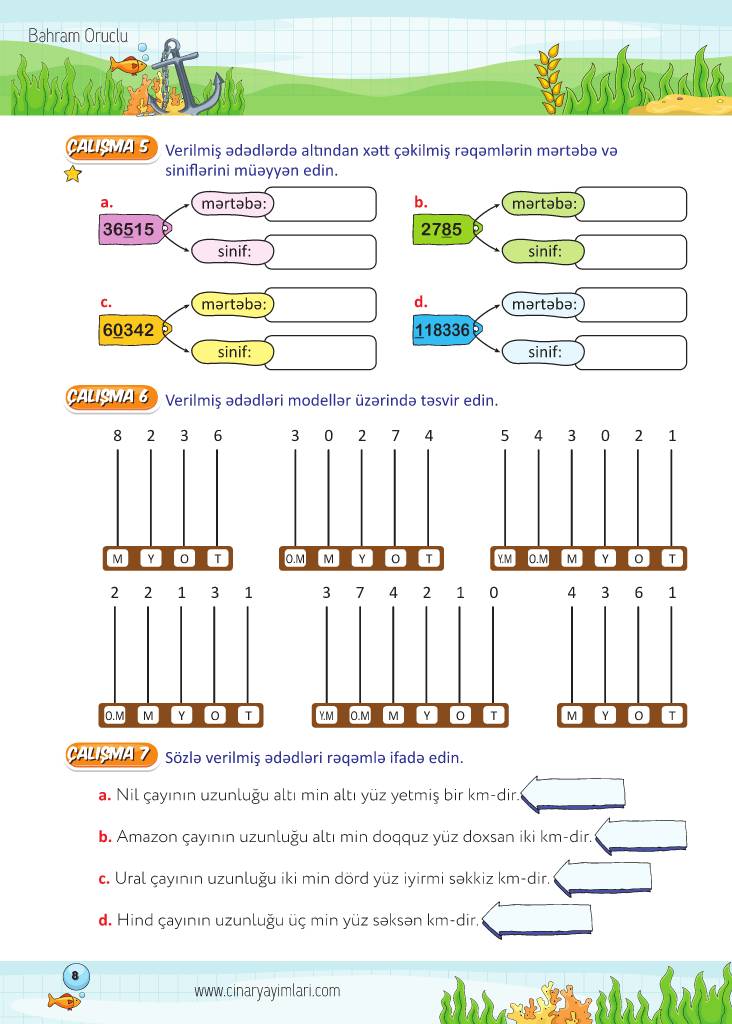 Bəhram Oruclu
ÇALIŞMA 5
Verilmiş ədədlərdə altından xətt çəkilmiş rəqəmlərin mərtəbə və
siniflərini müəyyən edin.
a.
36515
mərtəbə:
sinif:
b.
2785
mərtəbə:
sinif:
c.
60342
mərtəbə:
sinif:
d.
118336
mərtəbə:
sinif:
ÇALIŞMA 6
Verilmiş ədədləri modellər üzərində təsvir edin.
8 2 3 6
M Y O T
3 0 2 7 4
O.M M Y O T
5 4 3 0 2 1
Y.M O.M M Y O T
2 2 1 3 1
O.M M Y O T
3 7 4 2 1 0
Y.M O.M M Y O T
4 3 6 1
M Y O T
ÇALIŞMA 7
Sözlə verilmiş ədədləri rəqəmlə ifadə edin.
a. Nil çayının uzunluğu altı min altı yüz yetmiş bir km-dir.
b. Amazon çayının uzunluğu altı min doqquz yüz doxsan iki km-dir.
c. Ural çayının uzunluğu iki min dörd yüz iyirmi səkkiz km-dir.
d. Hind çayının uzunluğu üç min yüz səksən km-dir.
8
www.cinaryayimlari.com